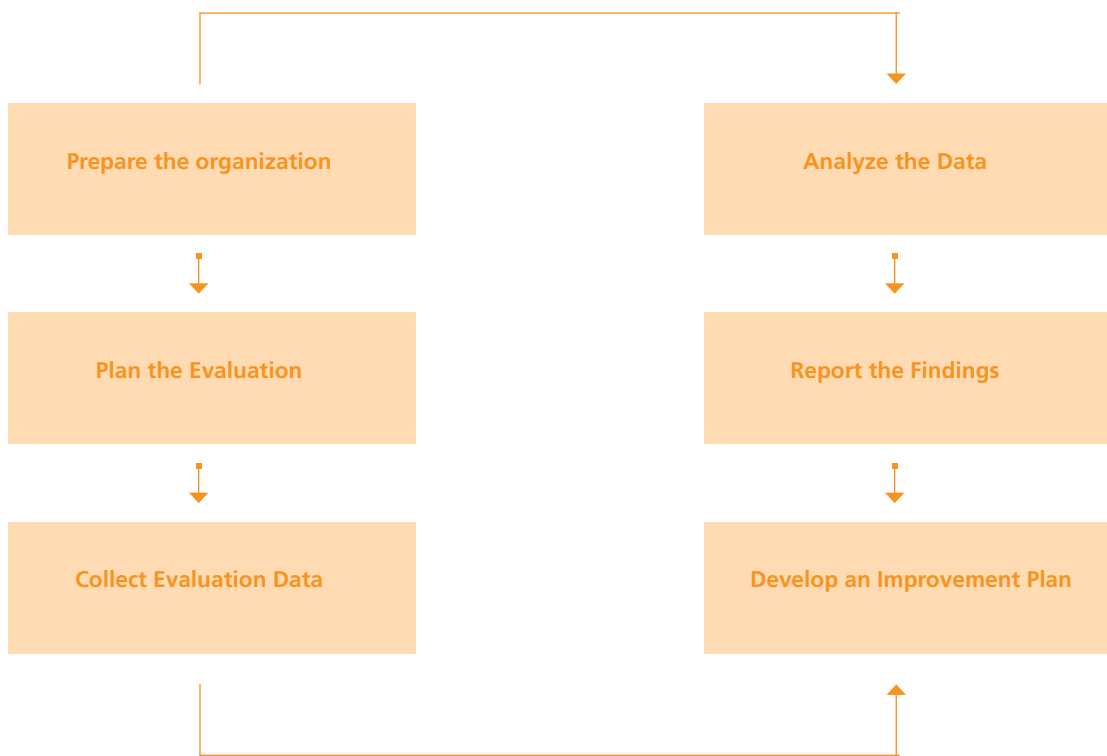 Prepare the organization
Plan the Evaluation
Collect Evaluation Data
Analyze the Data
Report the Findings
Develop an Improvement Plan